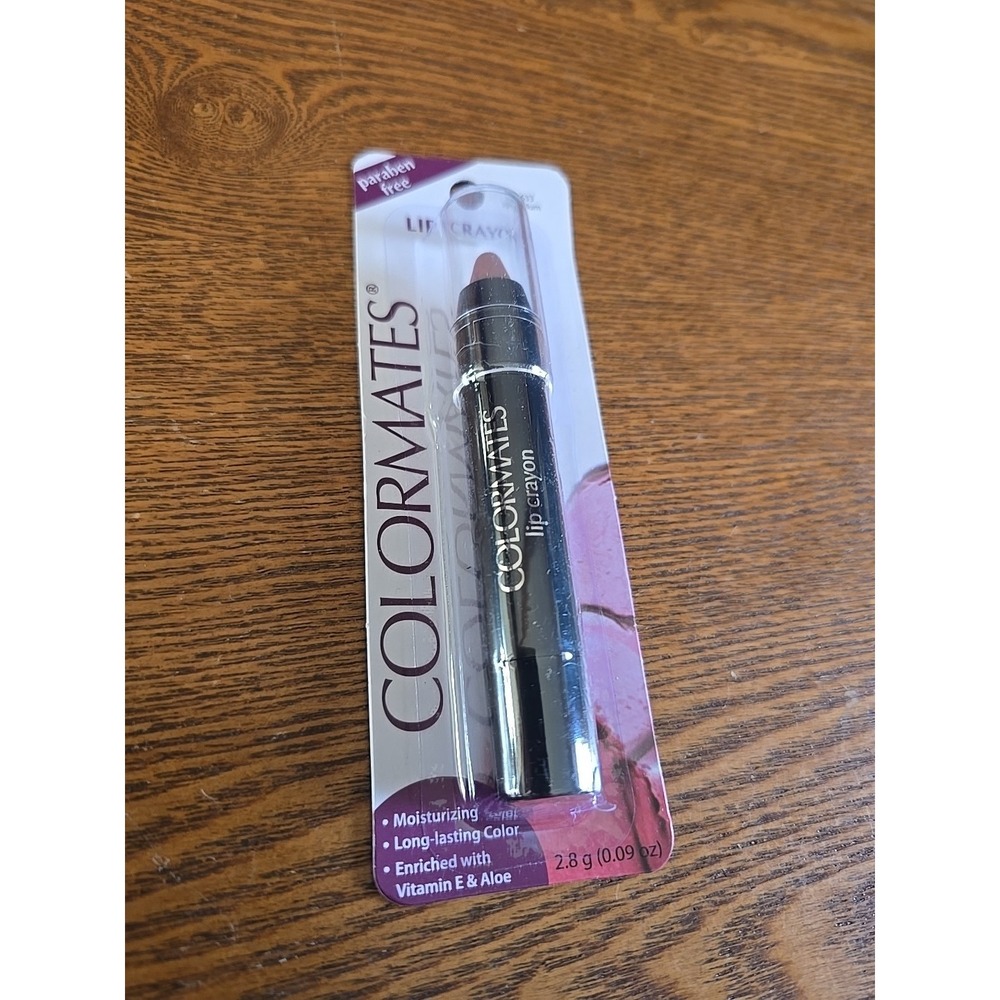 paraben
free
LIP CRAYON
COLORMATES®
COLORMATES
lip crayon
• Moisturizing
• Long-lasting Color
• Enriched with
Vitamin E & Aloe
2.8 g (0.09 oz)